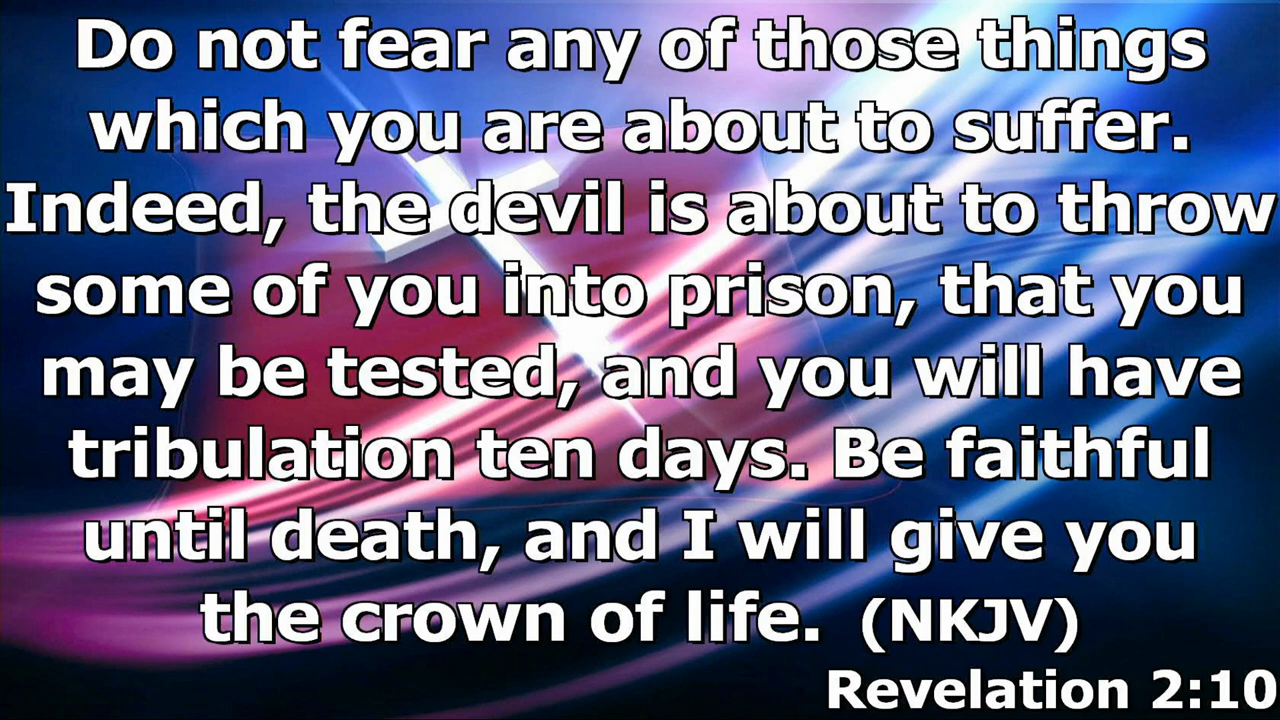 Do not fear any of those things
which you are about to suffer.
Indeed, the devil is about to throw
some of you into prison, that you
may be tested, and you will have
tribulation ten days. Be faithful
until death, and I will give you
the crown of life. (NKJV)
Revelation 2:10